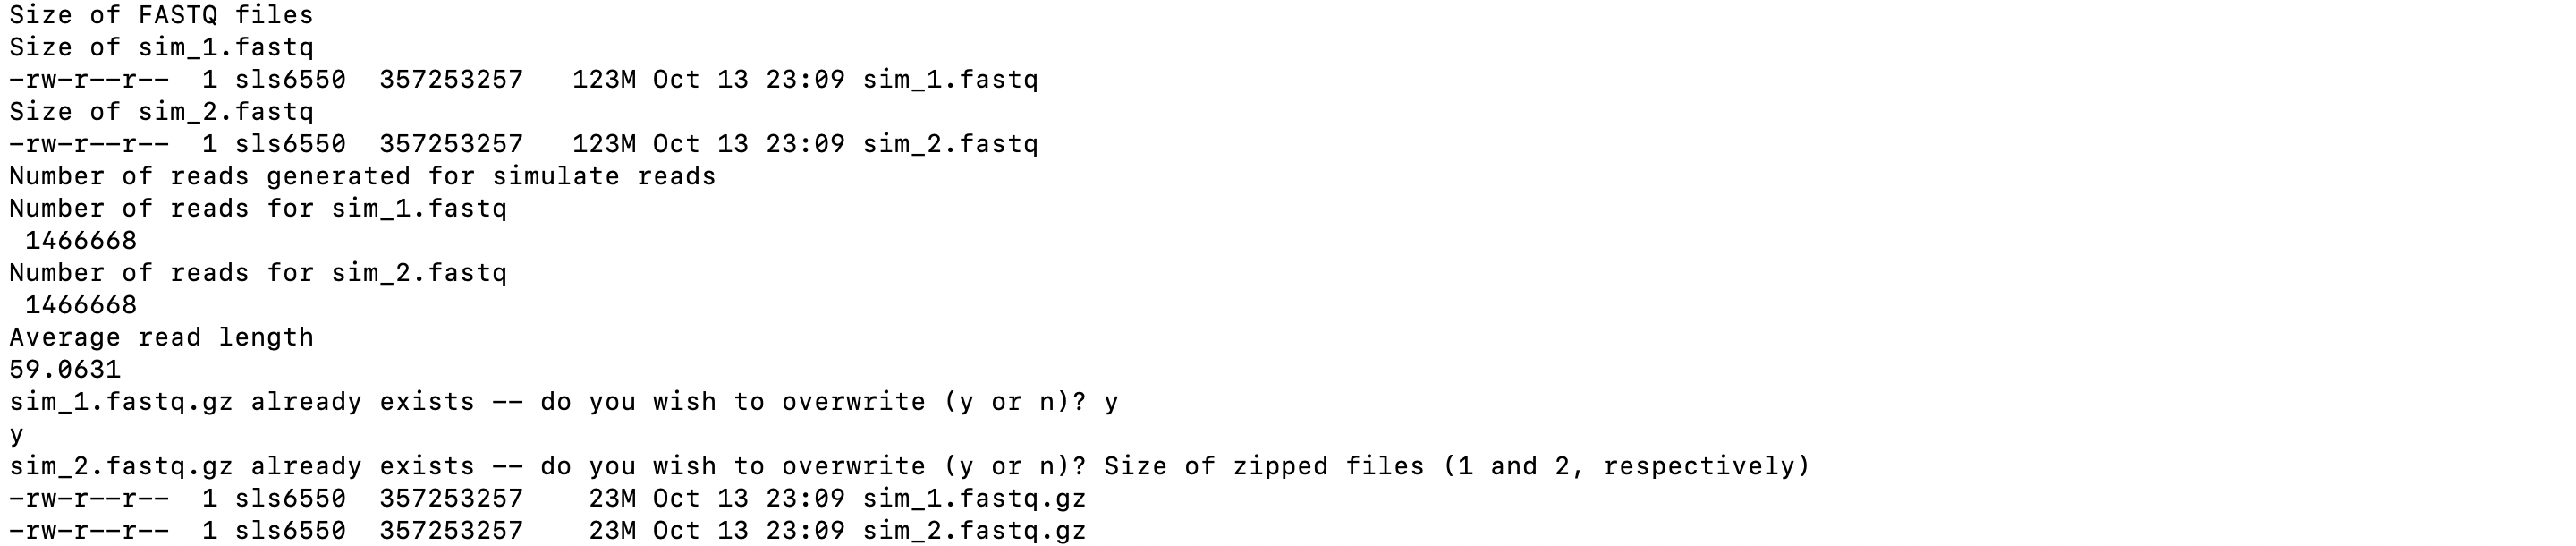 Size of FASTQ files
Size of sim_1.fastq
-rw-r--r--  1 sls6550  357253257   123M Oct 13 23:09 sim_1.fastq
Size of sim_2.fastq
-rw-r--r--  1 sls6550  357253257   123M Oct 13 23:09 sim_2.fastq
Number of reads generated for simulate reads
Number of reads for sim_1.fastq
 1466668
Number of reads for sim_2.fastq
 1466668
Average read length
59.0631
sim_1.fastq.gz already exists -- do you wish to overwrite (y or n)? y
y
sim_2.fastq.gz already exists -- do you wish to overwrite (y or n)? Size of zipped files (1 and 2, respectively)
-rw-r--r--  1 sls6550  357253257    23M Oct 13 23:09 sim_1.fastq.gz
-rw-r--r--  1 sls6550  357253257    23M Oct 13 23:09 sim_2.fastq.gz